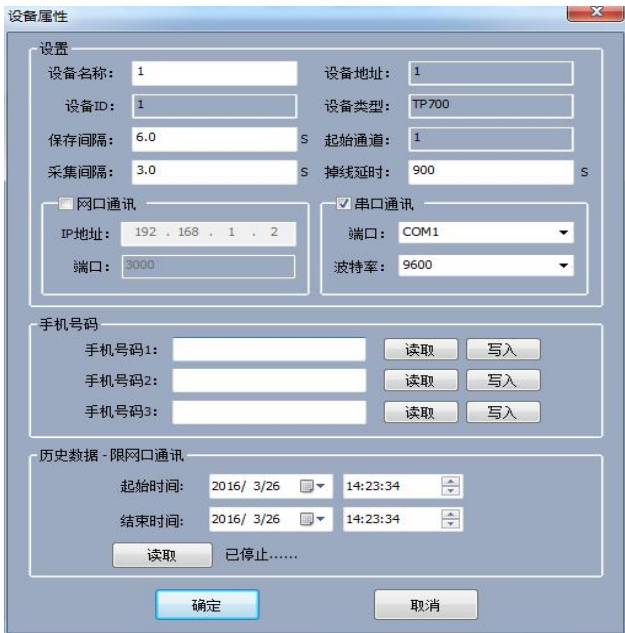 设备属性
设置
设备名称: 1 设备地址: 1
设备ID: 1 设备类型: TP700
保存间隔: 6.0 S 起始通道: 1
采集间隔: 3.0 S 掉线延时: 900 S
网口通讯 串口通讯
IP地址: 192 . 168 . 1 . 2 端口: COM1
端口: 3000 波特率: 9600
手机号码
手机号码1: 读取 写入
手机号码2: 读取 写入
手机号码3: 读取 写入
历史数据-限网口通讯
起始时间: 2016/ 3/26 14:23:34
结束时间: 2016/ 3/26 14:23:34
读取 已停止……
确定 取消